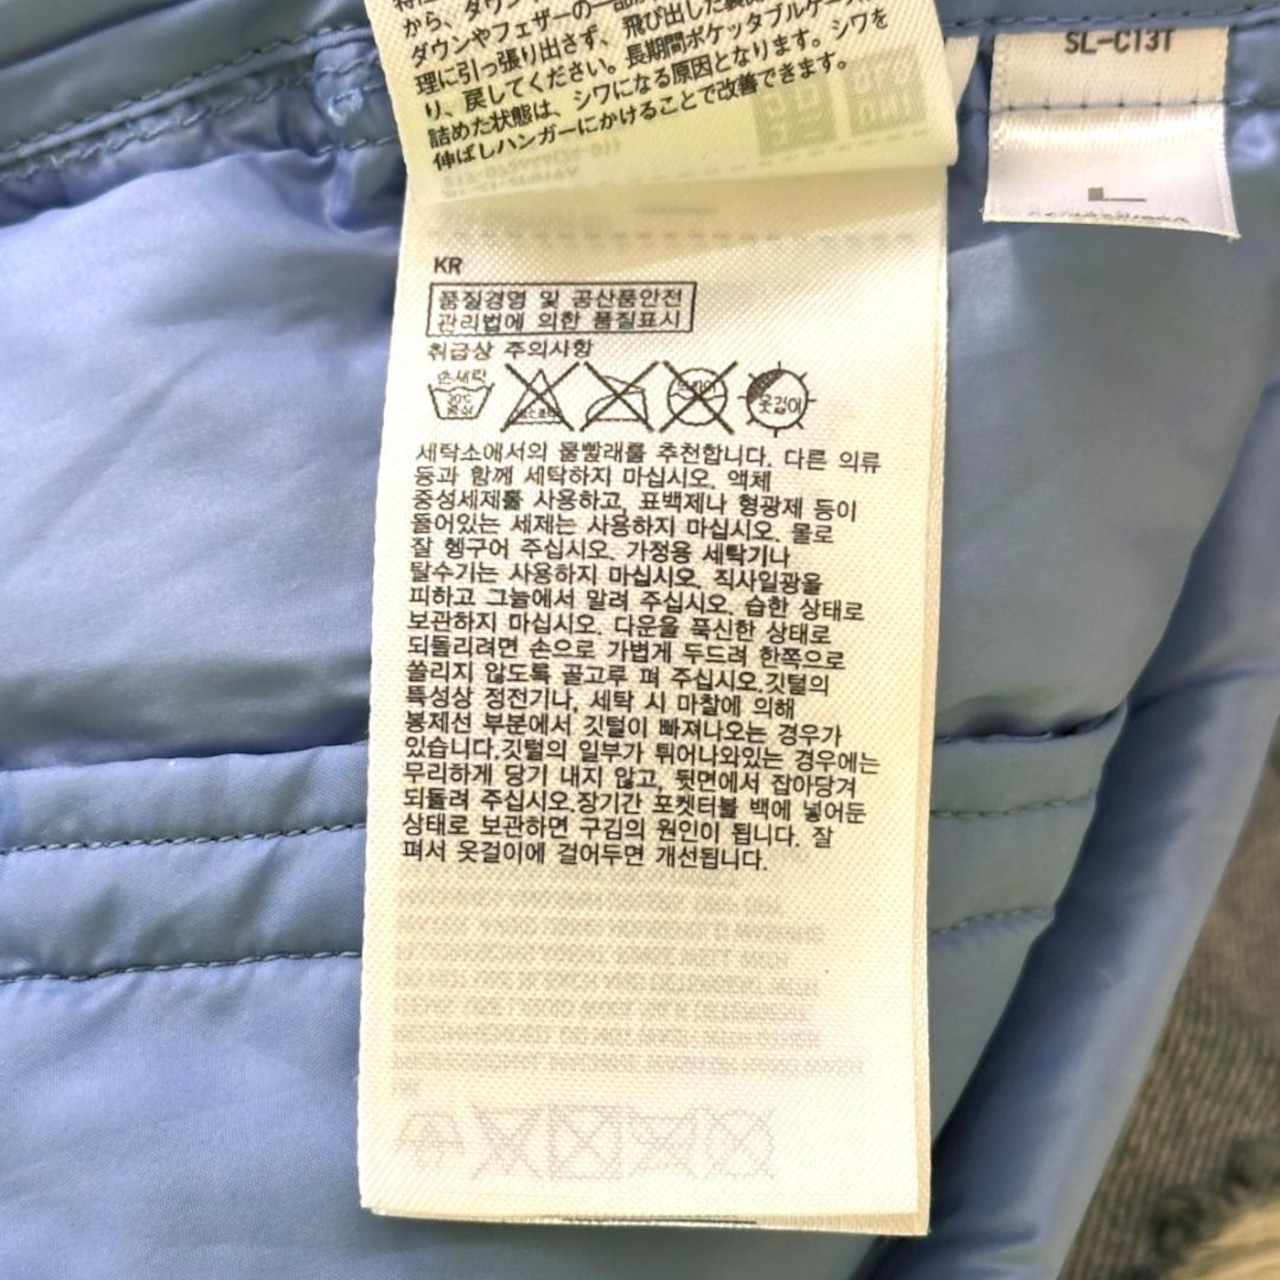 から、ダウン
ダウンやフェザーの一部が
理に引っ張り出さず、飛び出した
り、戻してください。長期間ポケッタブルケース
詰めた状態は、シワになる原因となります。シワを
伸ばしハンガーにかけることで改善できます。
SL-C131
L
KR
품질경영 및 공산품안전
관리법에 의한 품질표시
취급상 주의사항
손세탁
30℃
중성
드라이
옷걸이
세탁소에서의 물빨래를 추천합니다. 다른 의류
등과 함께 세탁하지 마십시오. 액체
중성세제를 사용하고, 표백제나 형광제 등이
들어있는 세제는 사용하지 마십시오. 물로
잘 헹구어 주십시오. 가정용 세탁기나
탈수기는 사용하지 마십시오. 직사일광을
피하고 그늘에서 말려 주십시오. 습한 상태로
보관하지 마십시오. 다운을 푹신한 상태로
되돌리려면 손으로 가볍게 두드려 한쪽으로
쏠리지 않도록 골고루 펴 주십시오.깃털의
특성상 정전기나, 세탁 시 마찰에 의해
봉제선 부분에서 깃털이 빠져나오는 경우가
있습니다.깃털의 일부가 튀어나와있는 경우에는
무리하게 당기 내지 않고, 뒷면에서 잡아당겨
되돌려 주십시오.장기간 포켓터블 백에 넣어둔
상태로 보관하면 구김의 원인이 됩니다. 잘
펴서 옷걸이에 걸어두면 개선됩니다.